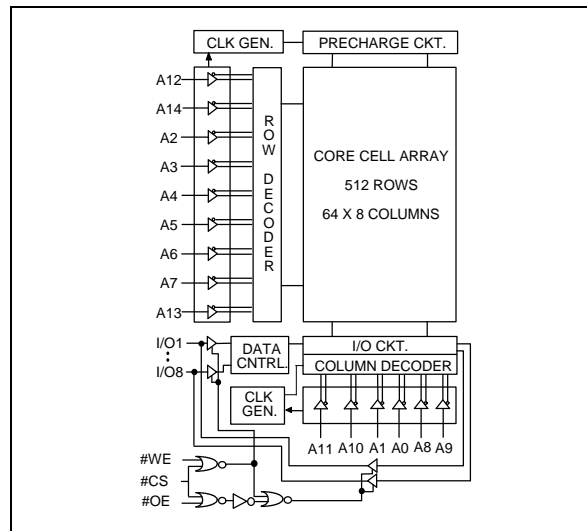 CLK GEN.
PRECHARGE CKT.
A12
A14
A2
A3
A4
A5
A6
A7
A13
ROW DECODER
CORE CELL ARRAY
512 ROWS
64 X 8 COLUMNS
I/O1
I/O8
DATA
CNTRL.
I/O CKT.
COLUMN DECODER
CLK
GEN.
A11 A10 A1 A0 A8 A9
#WE
#CS
#OE